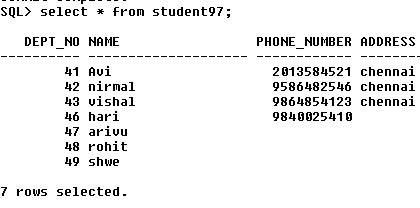 SQL> select * from student97;
DEPT_NO NAME PHONE_NUMBER ADDRESS
---------- -------------------- ------------ ----------
41 Avi 2013584521 chennai
42 nirmal 9586482546 chennai
43 vishal 9864854123 chennai
46 hari 9840025410
47 arivu
48 rohit
49 shwe
7 rows selected.